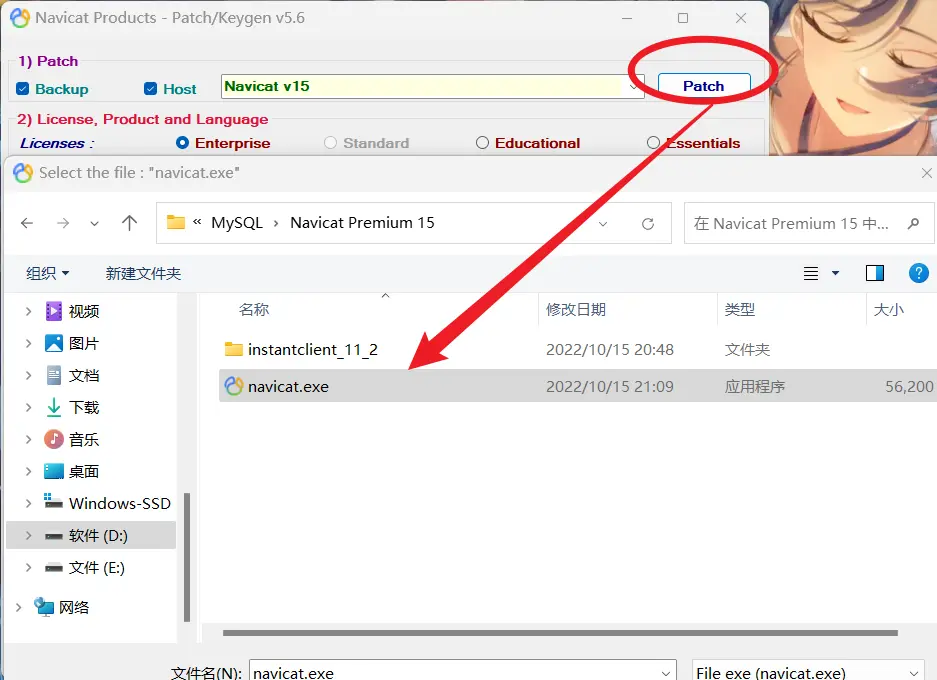 Navicat Products - Patch/Keygen v5.6
1) Patch
Backup Host Navicat v15 Patch
2) License, Product and Language
Licenses : Enterprise Standard Educational Essentials
Select the file : "navicat.exe"
« MySQL › Navicat Premium 15 在 Navicat Premium 15 中...
组织 新建文件夹
名称 修改日期 类型 大小
视频
图片
文档
下载
音乐
桌面
Windows-SSD
软件 (D:)
文件 (E:)
网络
instantclient_11_2 2022/10/15 20:48 文件夹
navicat.exe 2022/10/15 21:09 应用程序 56,200
文件名(N): navicat.exe File exe (navicat.exe)